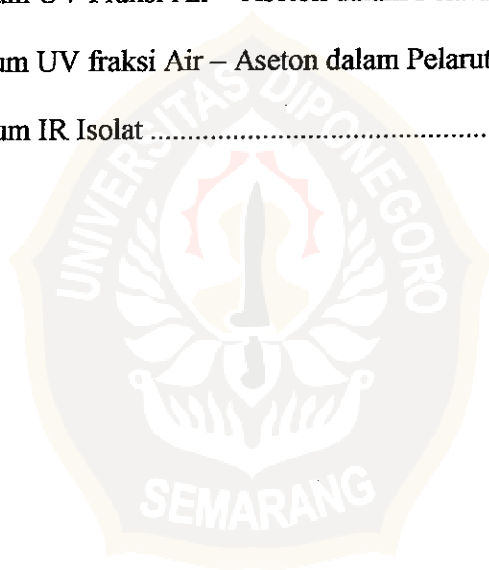 um UV fraksi Air – Aseton dalam Pelarut
um IR Isolat ............................................
UNIVERSITAS DIPONEGORO
SEMARANG